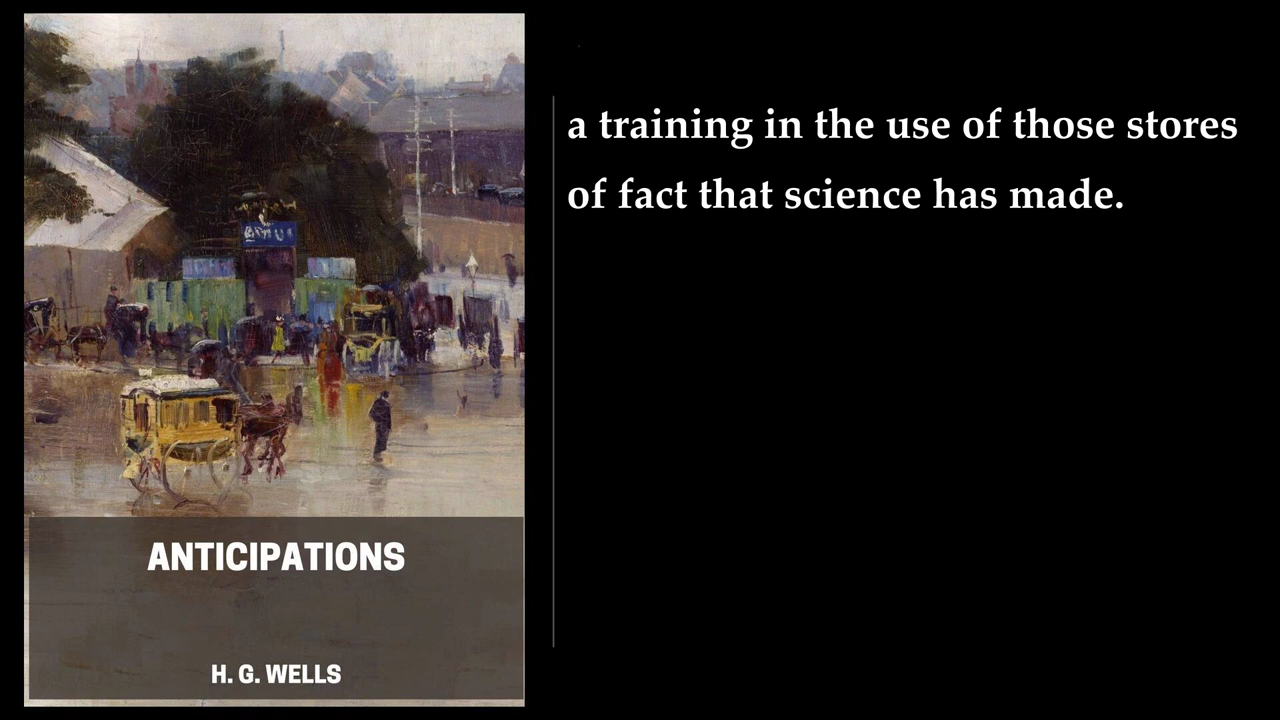 a training in the use of those stores
of fact that science has made.
ANTICIPATIONS
H. G. WELLS